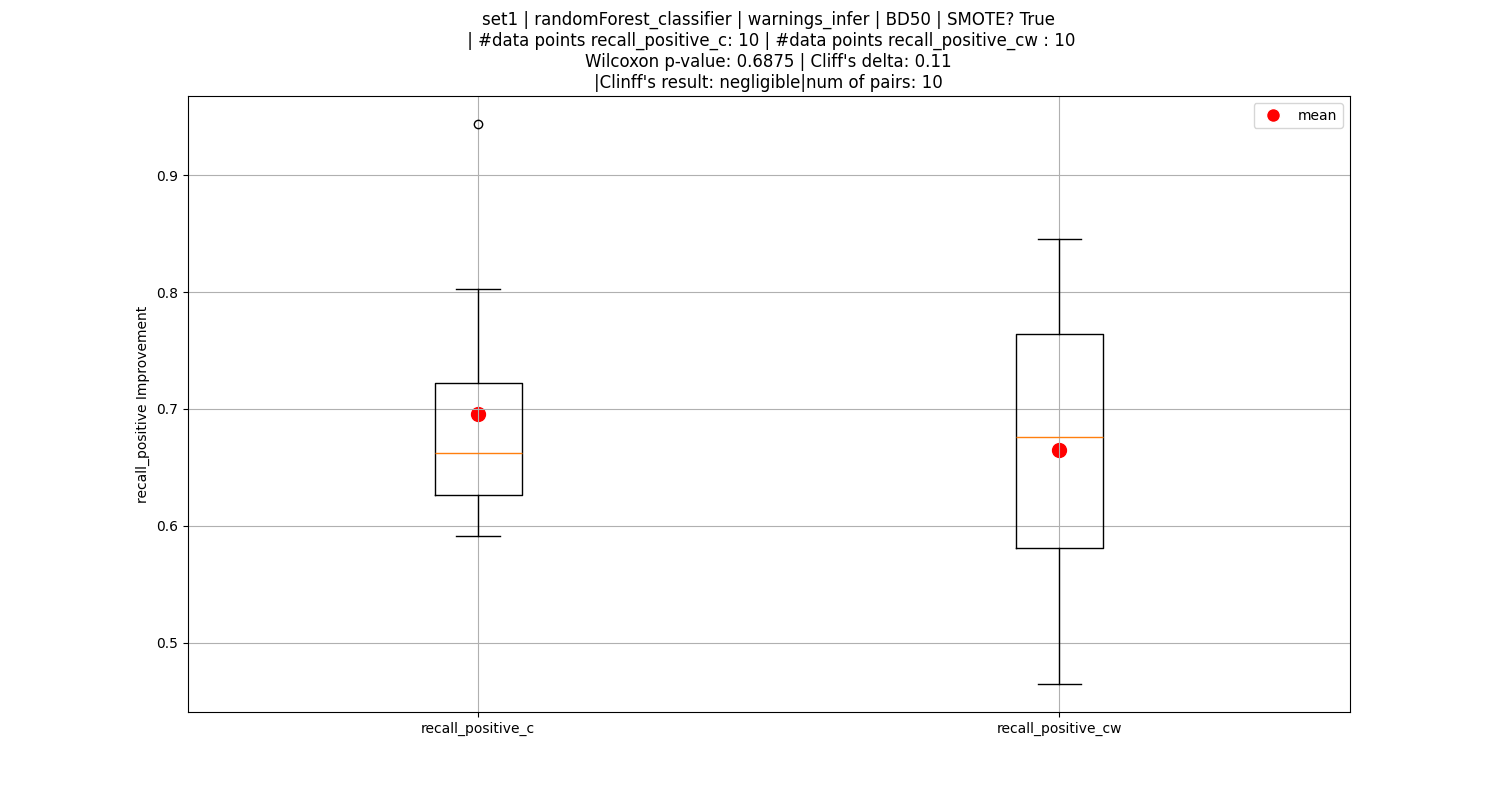 set1 | randomForest_classifier | warnings_infer | BD50 | SMOTE? True
| #data points recall_positive_c: 10 | #data points recall_positive_cw : 10
Wilcoxon p-value: 0.6875 | Cliff's delta: 0.11
|Clinff's result: negligible|num of pairs: 10
mean
0.9
0.8
0.7
0.6
0.5
recall_positive Improvement
recall_positive_c
recall_positive_cw